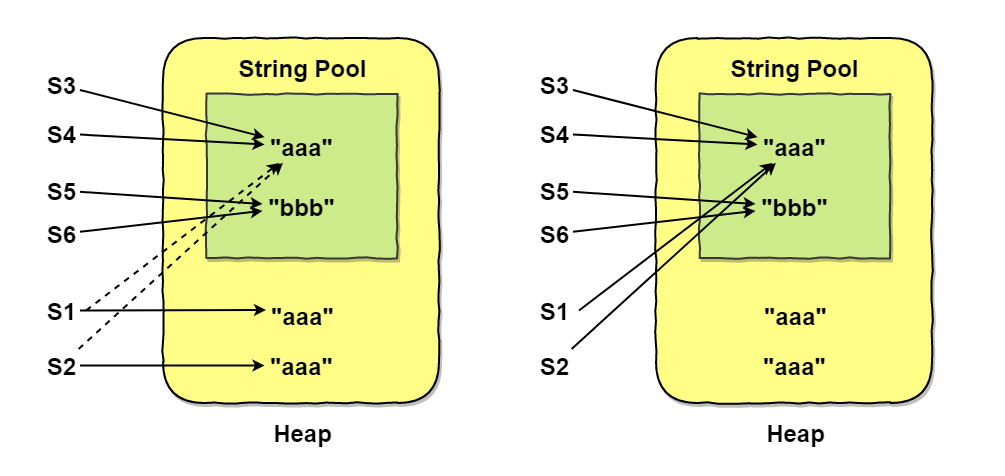 String Pool
S3
S4
"aaa"
S5
"bbb"
S6
S1
"aaa"
S2
"aaa"
Heap
String Pool
S3
S4
"aaa"
S5
"bbb"
S6
S1
"aaa"
S2
"aaa"
Heap